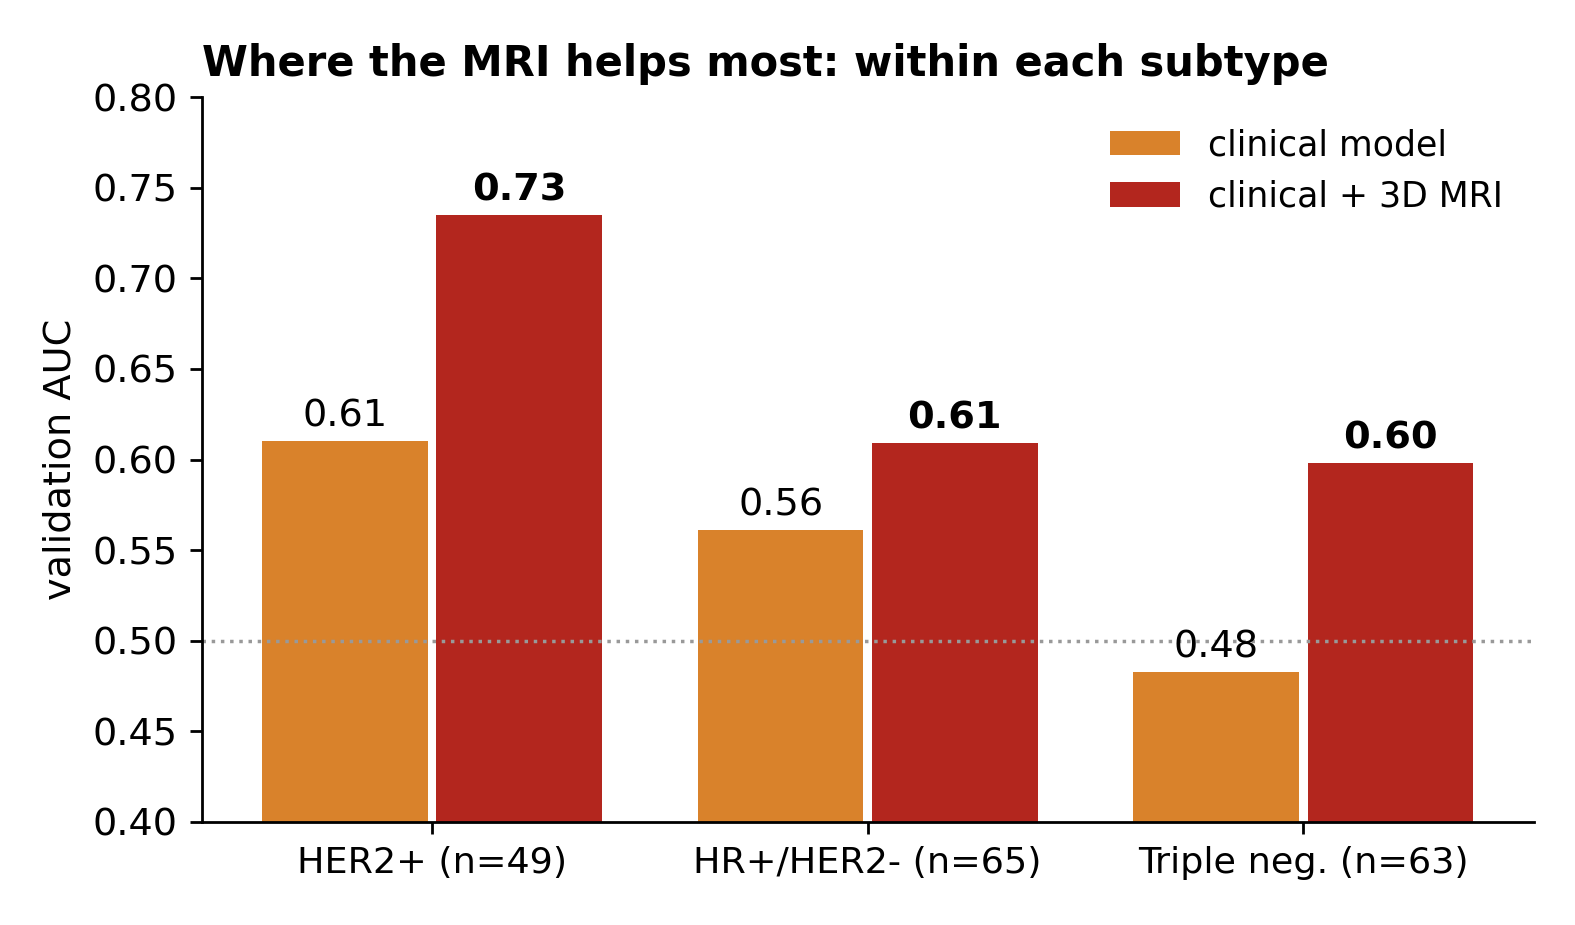 Where the MRI helps most: within each subtype
clinical model
clinical + 3D MRI
validation AUC
0.80
0.75
0.70
0.65
0.60
0.55
0.50
0.45
0.40
0.61
0.73
0.56
0.61
0.48
0.60
HER2+ (n=49)
HR+/HER2- (n=65)
Triple neg. (n=63)